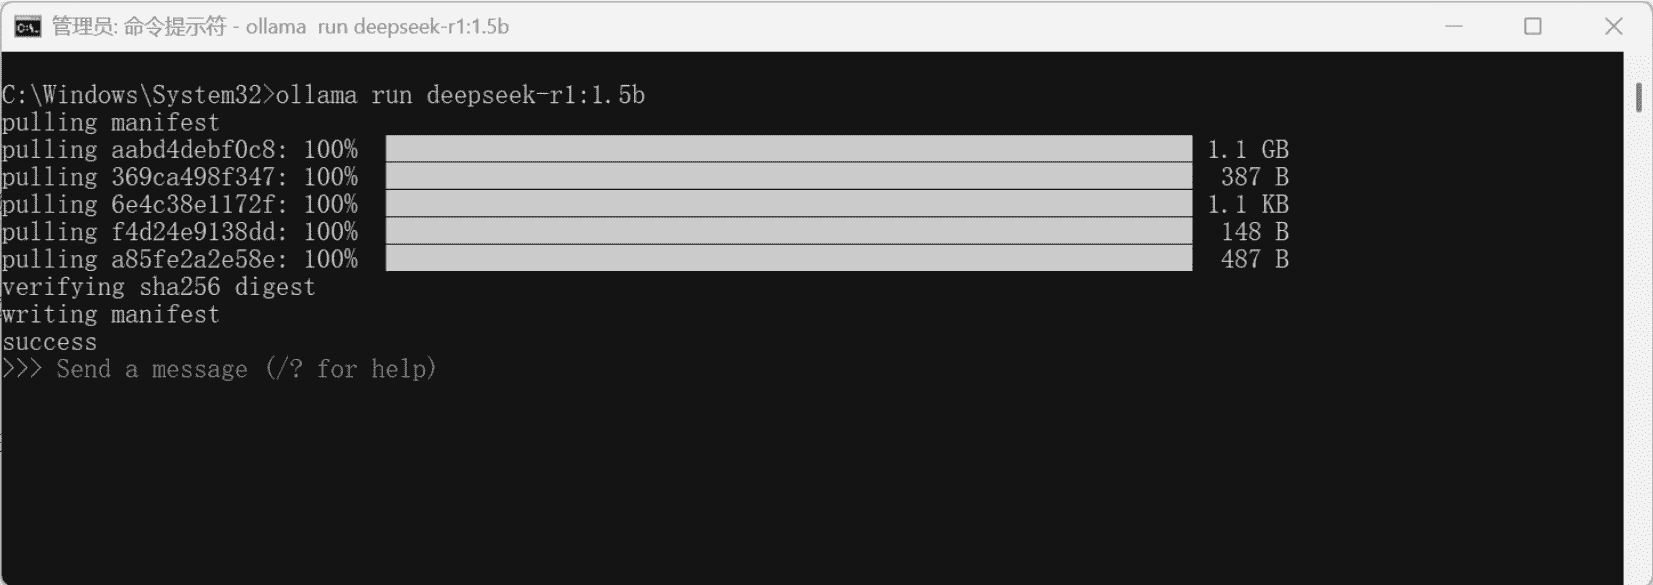 管理员: 命令提示符 - ollama  run deepseek-r1:1.5b
C:\Windows\System32>ollama run deepseek-r1:1.5b
pulling manifest
pulling aabd4debf0c8: 100% 1.1 GB
pulling 369ca498f347: 100% 387 B
pulling 6e4c38e1172f: 100% 1.1 KB
pulling f4d24e9138dd: 100% 148 B
pulling a85fe2a2e58e: 100% 487 B
verifying sha256 digest
writing manifest
success
>>> Send a message (/? for help)